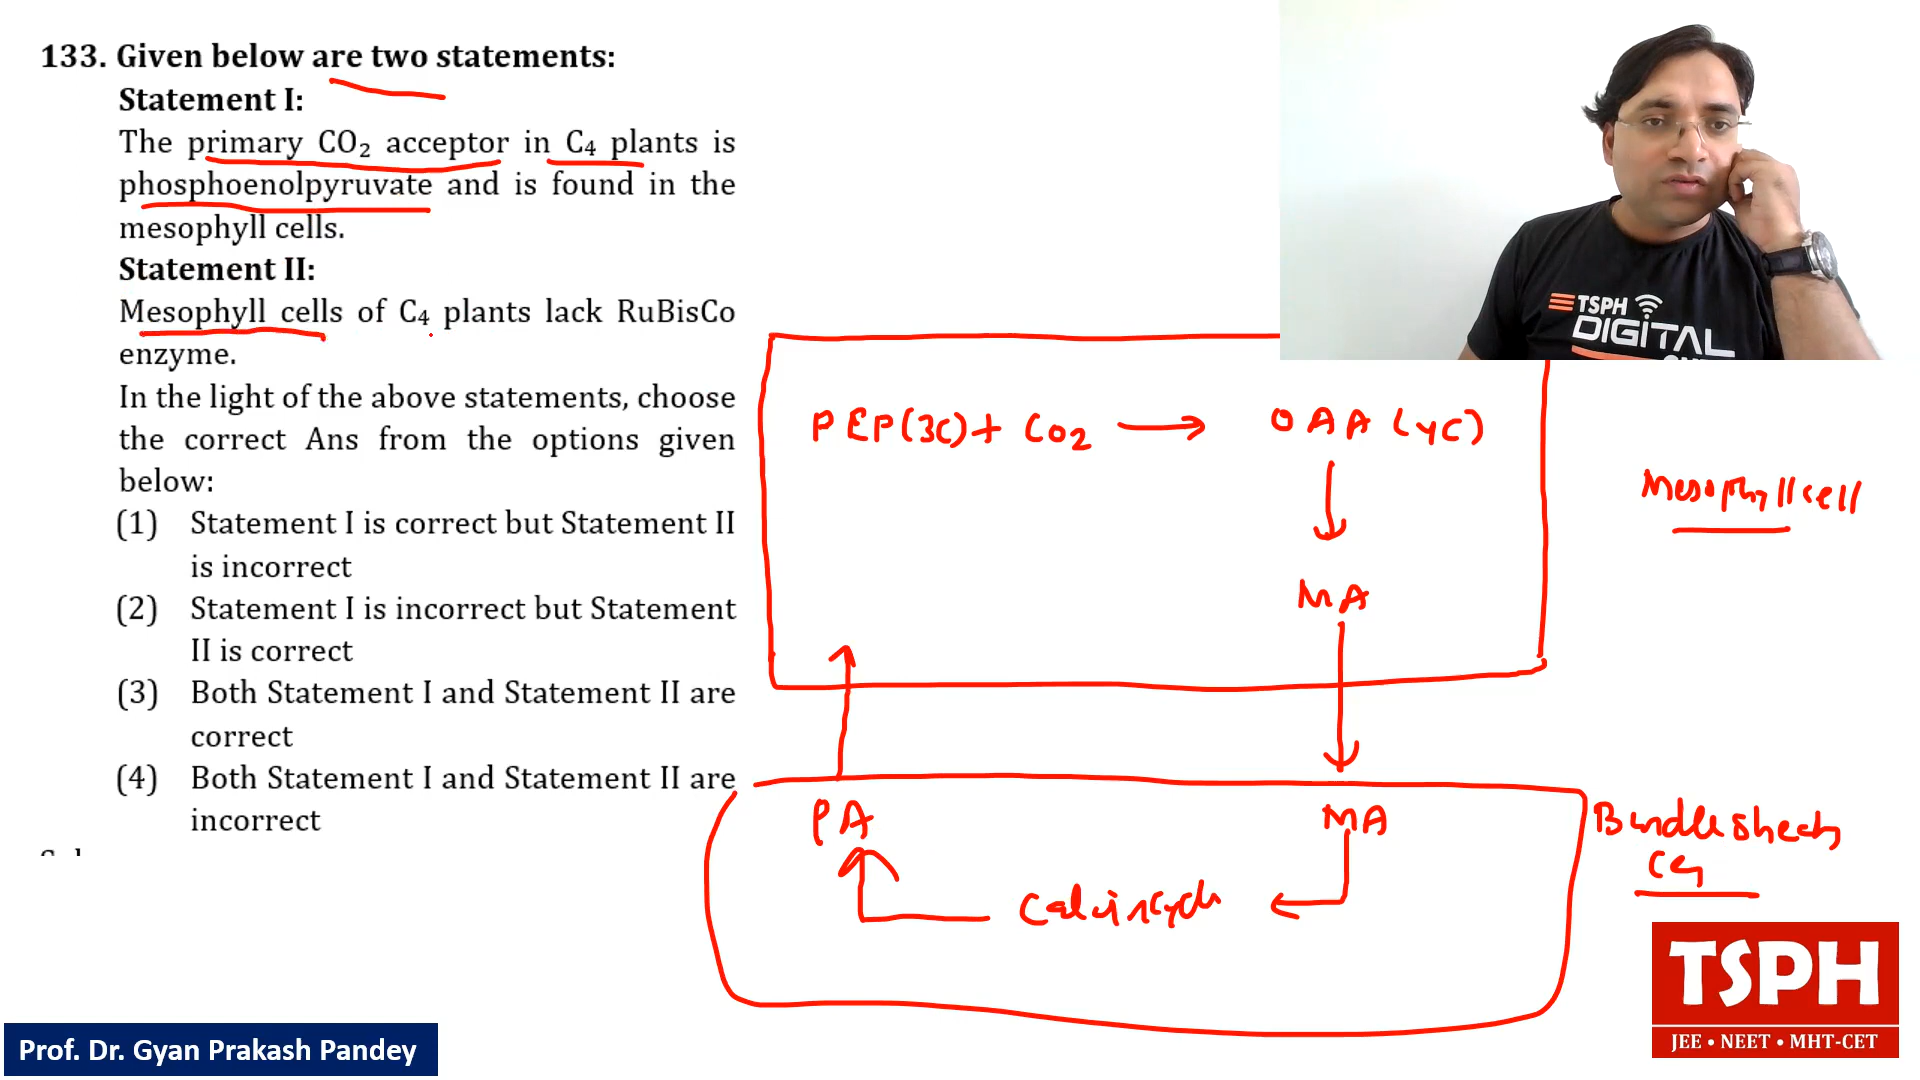 133. Given below are two statements:
Statement I:
The primary CO₂ acceptor in C₄ plants is
phosphoenolpyruvate and is found in the
mesophyll cells.
Statement II:
Mesophyll cells of C₄ plants lack RuBisCo
enzyme.
In the light of the above statements, choose
the correct Ans from the options given
below:
(1) Statement I is correct but Statement II
is incorrect
(2) Statement I is incorrect but Statement
II is correct
(3) Both Statement I and Statement II are
correct
(4) Both Statement I and Statement II are
incorrect
TSPH
DIGITAL
PEP(3C)+ CO2 → OAA (4C)
Mesophyll cell
MA
PA
MA
Bundle sheath
Calvin cycle
TSPH
JEE • NEET • MHT-CET
Prof. Dr. Gyan Prakash Pandey